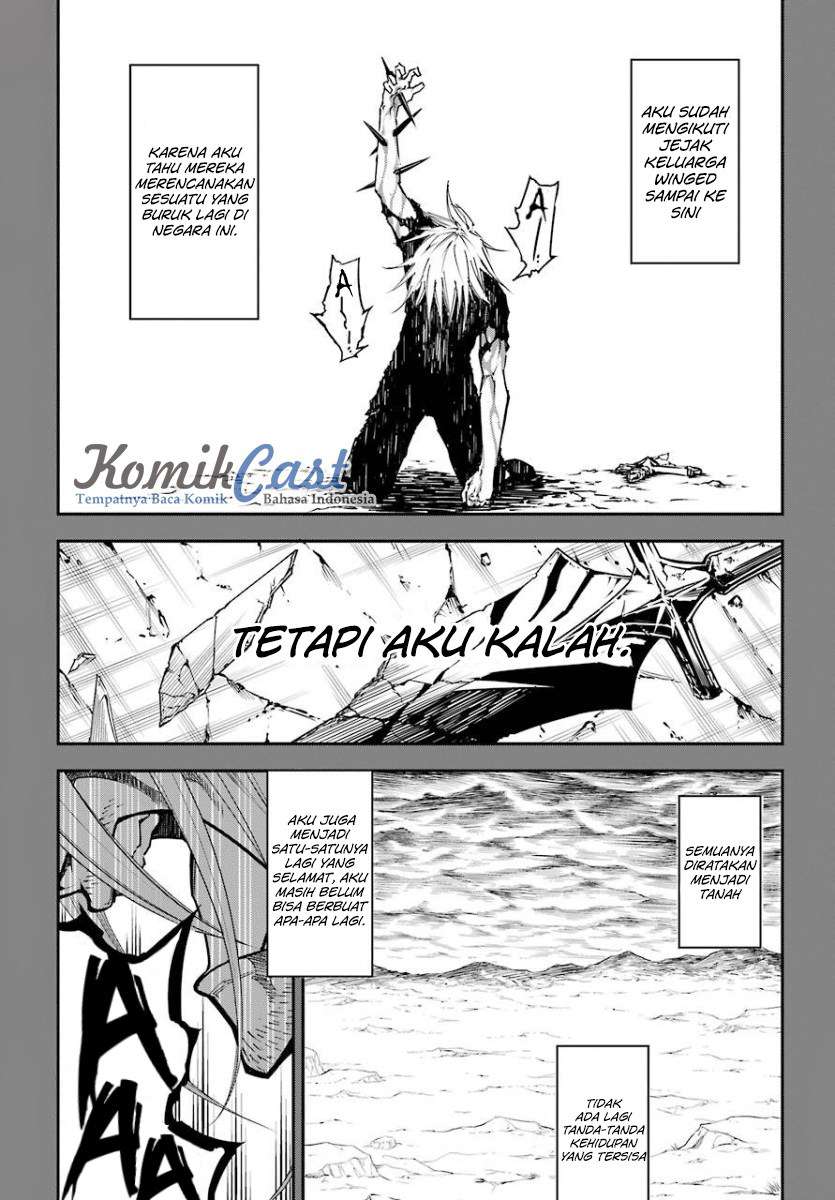 AKU SUDAH
MENGIKUTI
JEJAK
KELUARGA
WINGED
SAMPAI KE
SINI
KARENA AKU
TAHU MEREKA
MERENCANAKAN
SESUATU YANG
BURUK LAGI DI
NEGARA INI.
A..
A..
KomikCast
Tempatnya Baca Komik Bahasa Indonesia
TETAPI AKU KALAH.
SEMUANYA
DIRATAKAN
MENJADI
TANAH
TIDAK
ADA LAGI
TANDA-TANDA
KEHIDUPAN
YANG TERSISA
AKU JUGA
MENJADI
SATU-SATUNYA
LAGI YANG
SELAMAT, AKU
MASIH BELUM
BISA BERBUAT
APA-APA LAGI.
A
AAA